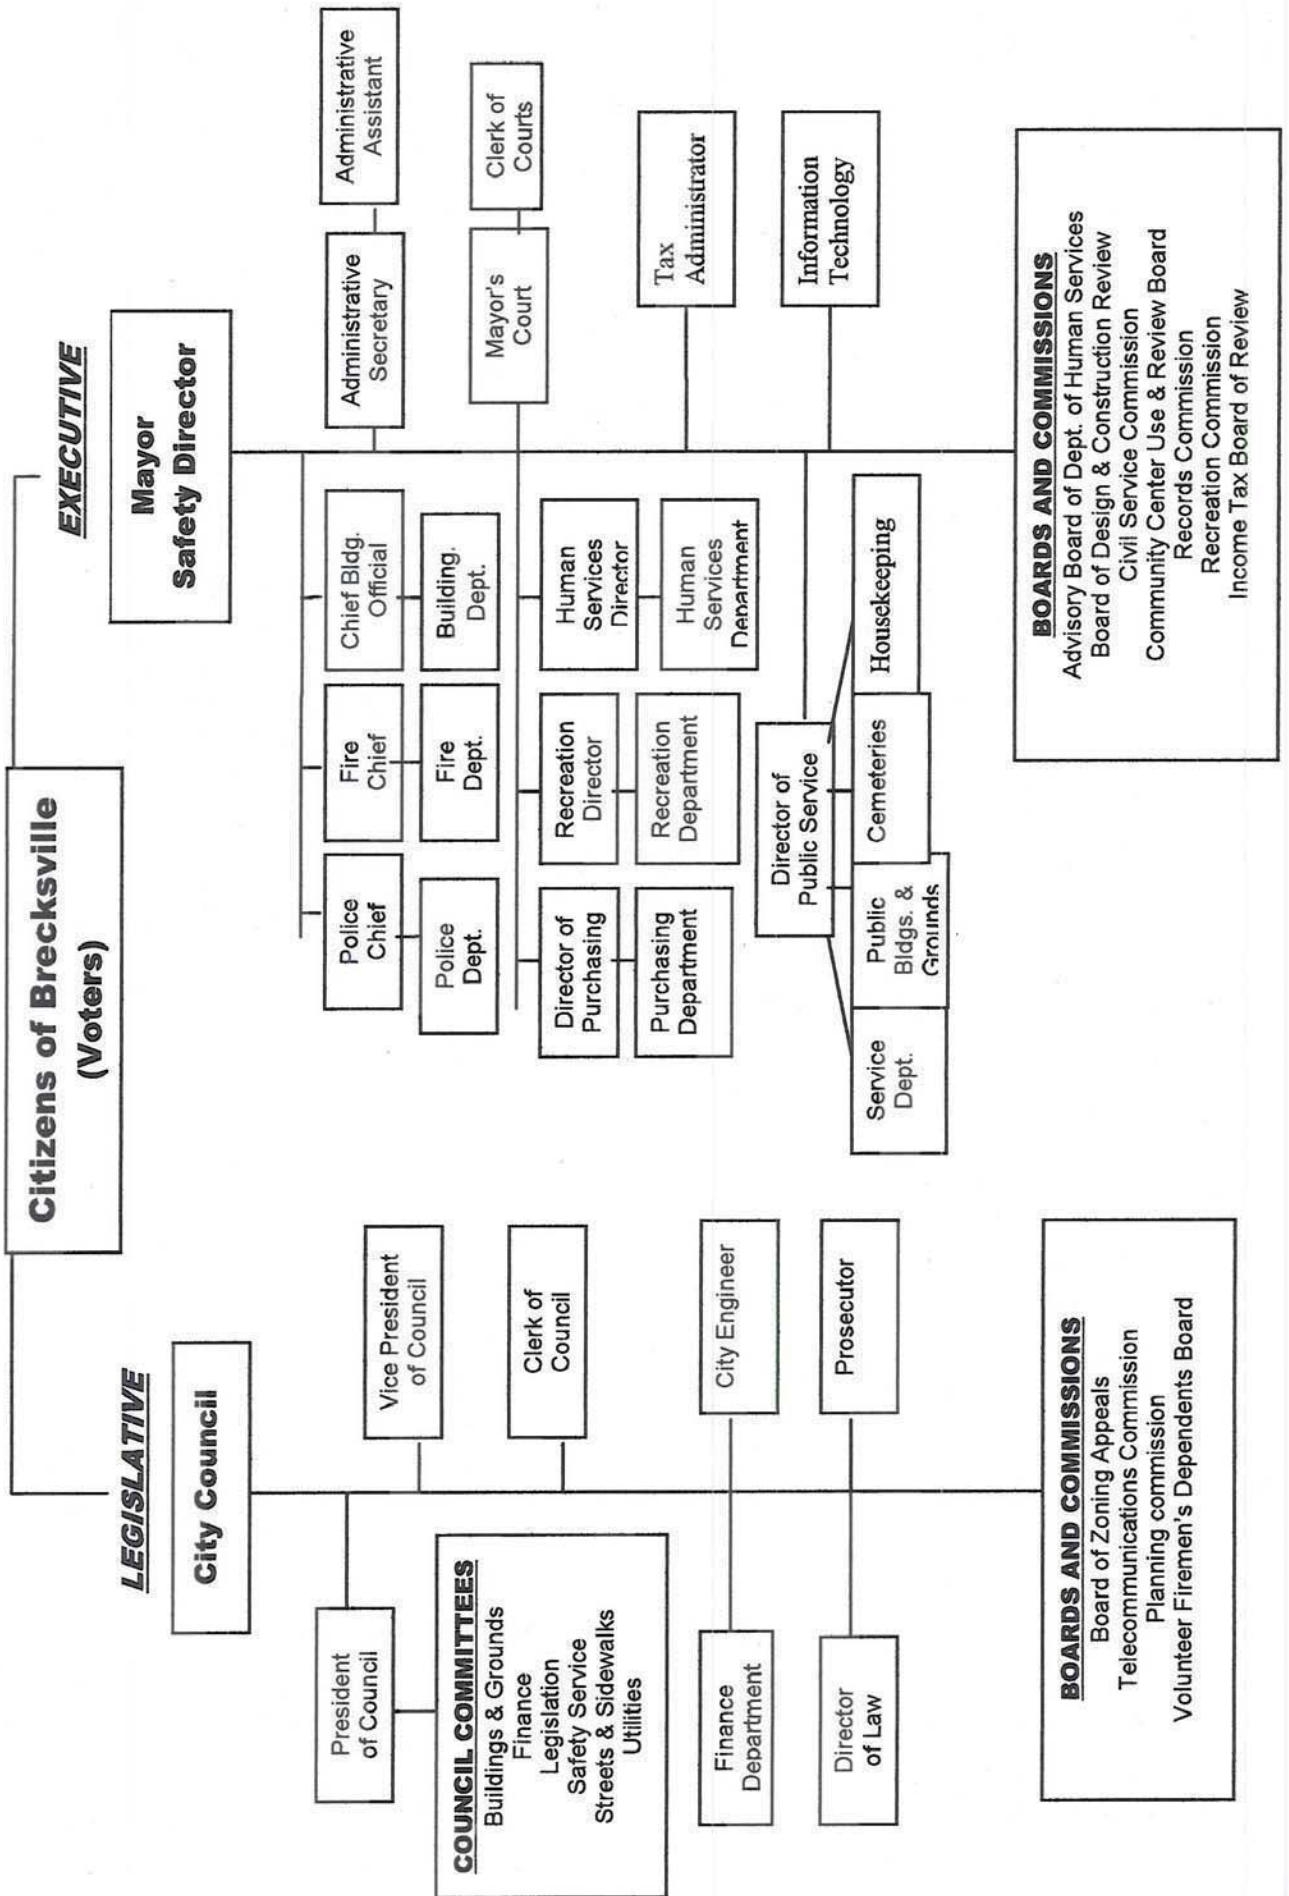 Citizens of Brecksville
(Voters)
LEGISLATIVE
City Council
President
of Council
Vice President
of Council
COUNCIL COMMITTEES
Buildings & Grounds
Finance
Legislation
Safety Service
Streets & Sidewalks
Utilities
Clerk of
Council
Finance
Department
City Engineer
Director
of Law
Prosecutor
BOARDS AND COMMISSIONS
Board of Zoning Appeals
Telecommunications Commission
Planning commission
Volunteer Firemen's Dependents Board
EXECUTIVE
Mayor
Safety Director
Administrative
Secretary
Administrative
Assistant
Police
Chief
Fire
Chief
Chief Bldg.
Official
Police
Dept.
Fire
Dept.
Building.
Dept.
Mayor's
Court
Clerk of
Courts
Director of
Purchasing
Recreation
Director
Human
Services
Director
Purchasing
Department
Recreation
Department
Human
Services
Department
Tax
Administrator
Information
Technology
Director of
Public Service
Service
Dept.
Public
Bldgs. &
Grounds
Cemeteries
Housekeeping
BOARDS AND COMMISSIONS
Advisory Board of Dept. of Human Services
Board of Design & Construction Review
Civil Service Commission
Community Center Use & Review Board
Records Commission
Recreation Commission
Income Tax Board of Review